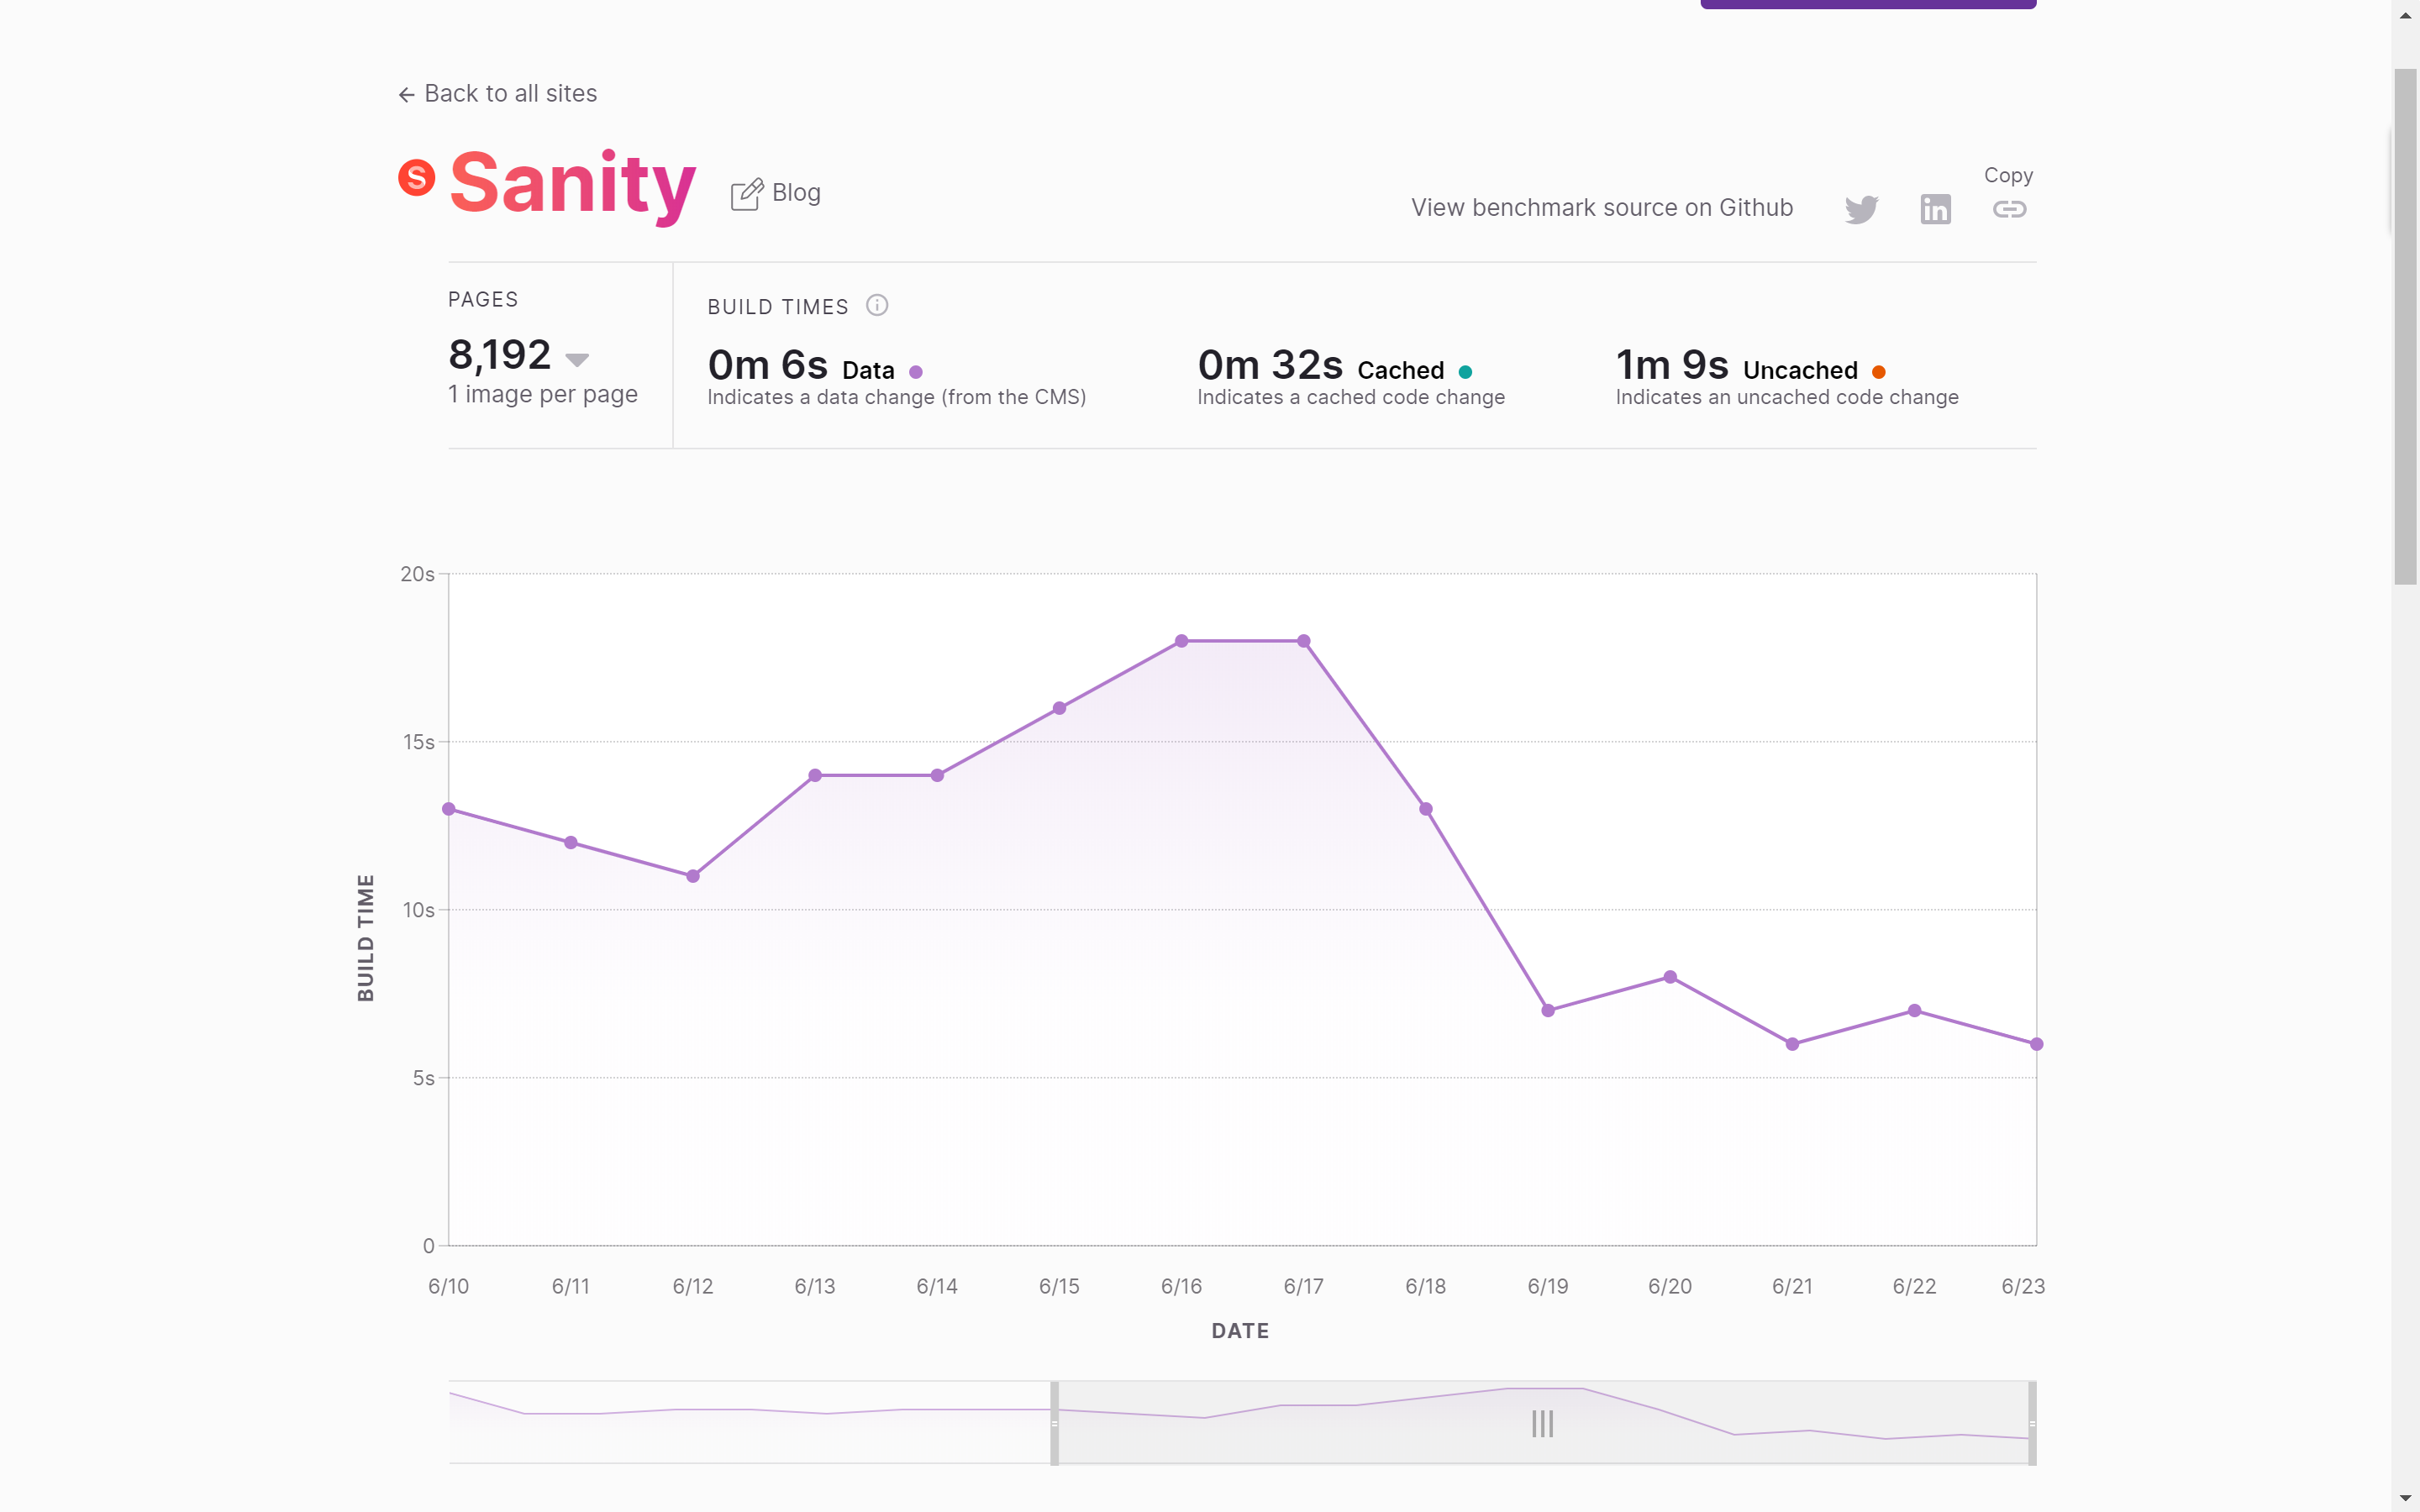 Back to all sites
S Sanity
Blog
View benchmark source on Github
Copy
in
PAGES
8,192
1 image per page
BUILD TIMES
0m 6s Data
Indicates a data change (from the CMS)
0m 32s Cached
Indicates a cached code change
1m 9s Uncached
Indicates an uncached code change
20s
15s
10s
5s
0
BUILD TIME
6/10 6/11 6/12 6/13 6/14 6/15 6/16 6/17 6/18 6/19 6/20 6/21 6/22 6/23
DATE